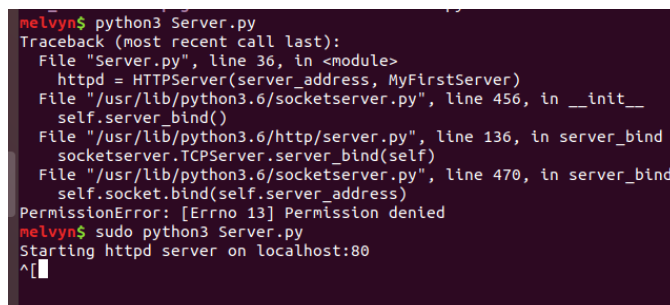 melvyn$ python3 Server.py
Traceback (most recent call last):
  File "Server.py", line 36, in <module>
    httpd = HTTPServer(server_address, MyFirstServer)
  File "/usr/lib/python3.6/socketserver.py", line 456, in __init__
    self.server_bind()
  File "/usr/lib/python3.6/http/server.py", line 136, in server_bind
    socketserver.TCPServer.server_bind(self)
  File "/usr/lib/python3.6/socketserver.py", line 470, in server_bind
    self.socket.bind(self.server_address)
PermissionError: [Errno 13] Permission denied
melvyn$ sudo python3 Server.py
Starting httpd server on localhost:80
^[